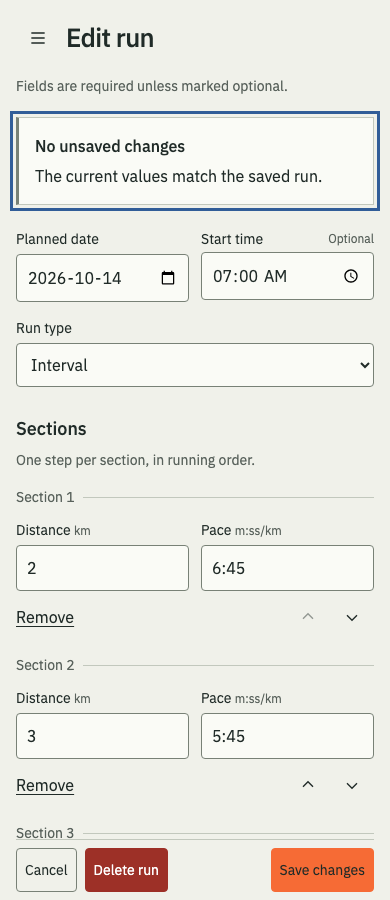 Edit run
Fields are required unless marked optional.
No unsaved changes
The current values match the saved run.
Planned date
Start time Optional
2026-10-14
07:00 AM
Run type
Interval
Sections
One step per section, in running order.
Section 1
Distance km
Pace m:ss/km
2
6:45
Remove
Section 2
Distance km
Pace m:ss/km
3
5:45
Remove
Section 3
Cancel
Delete run
Save changes